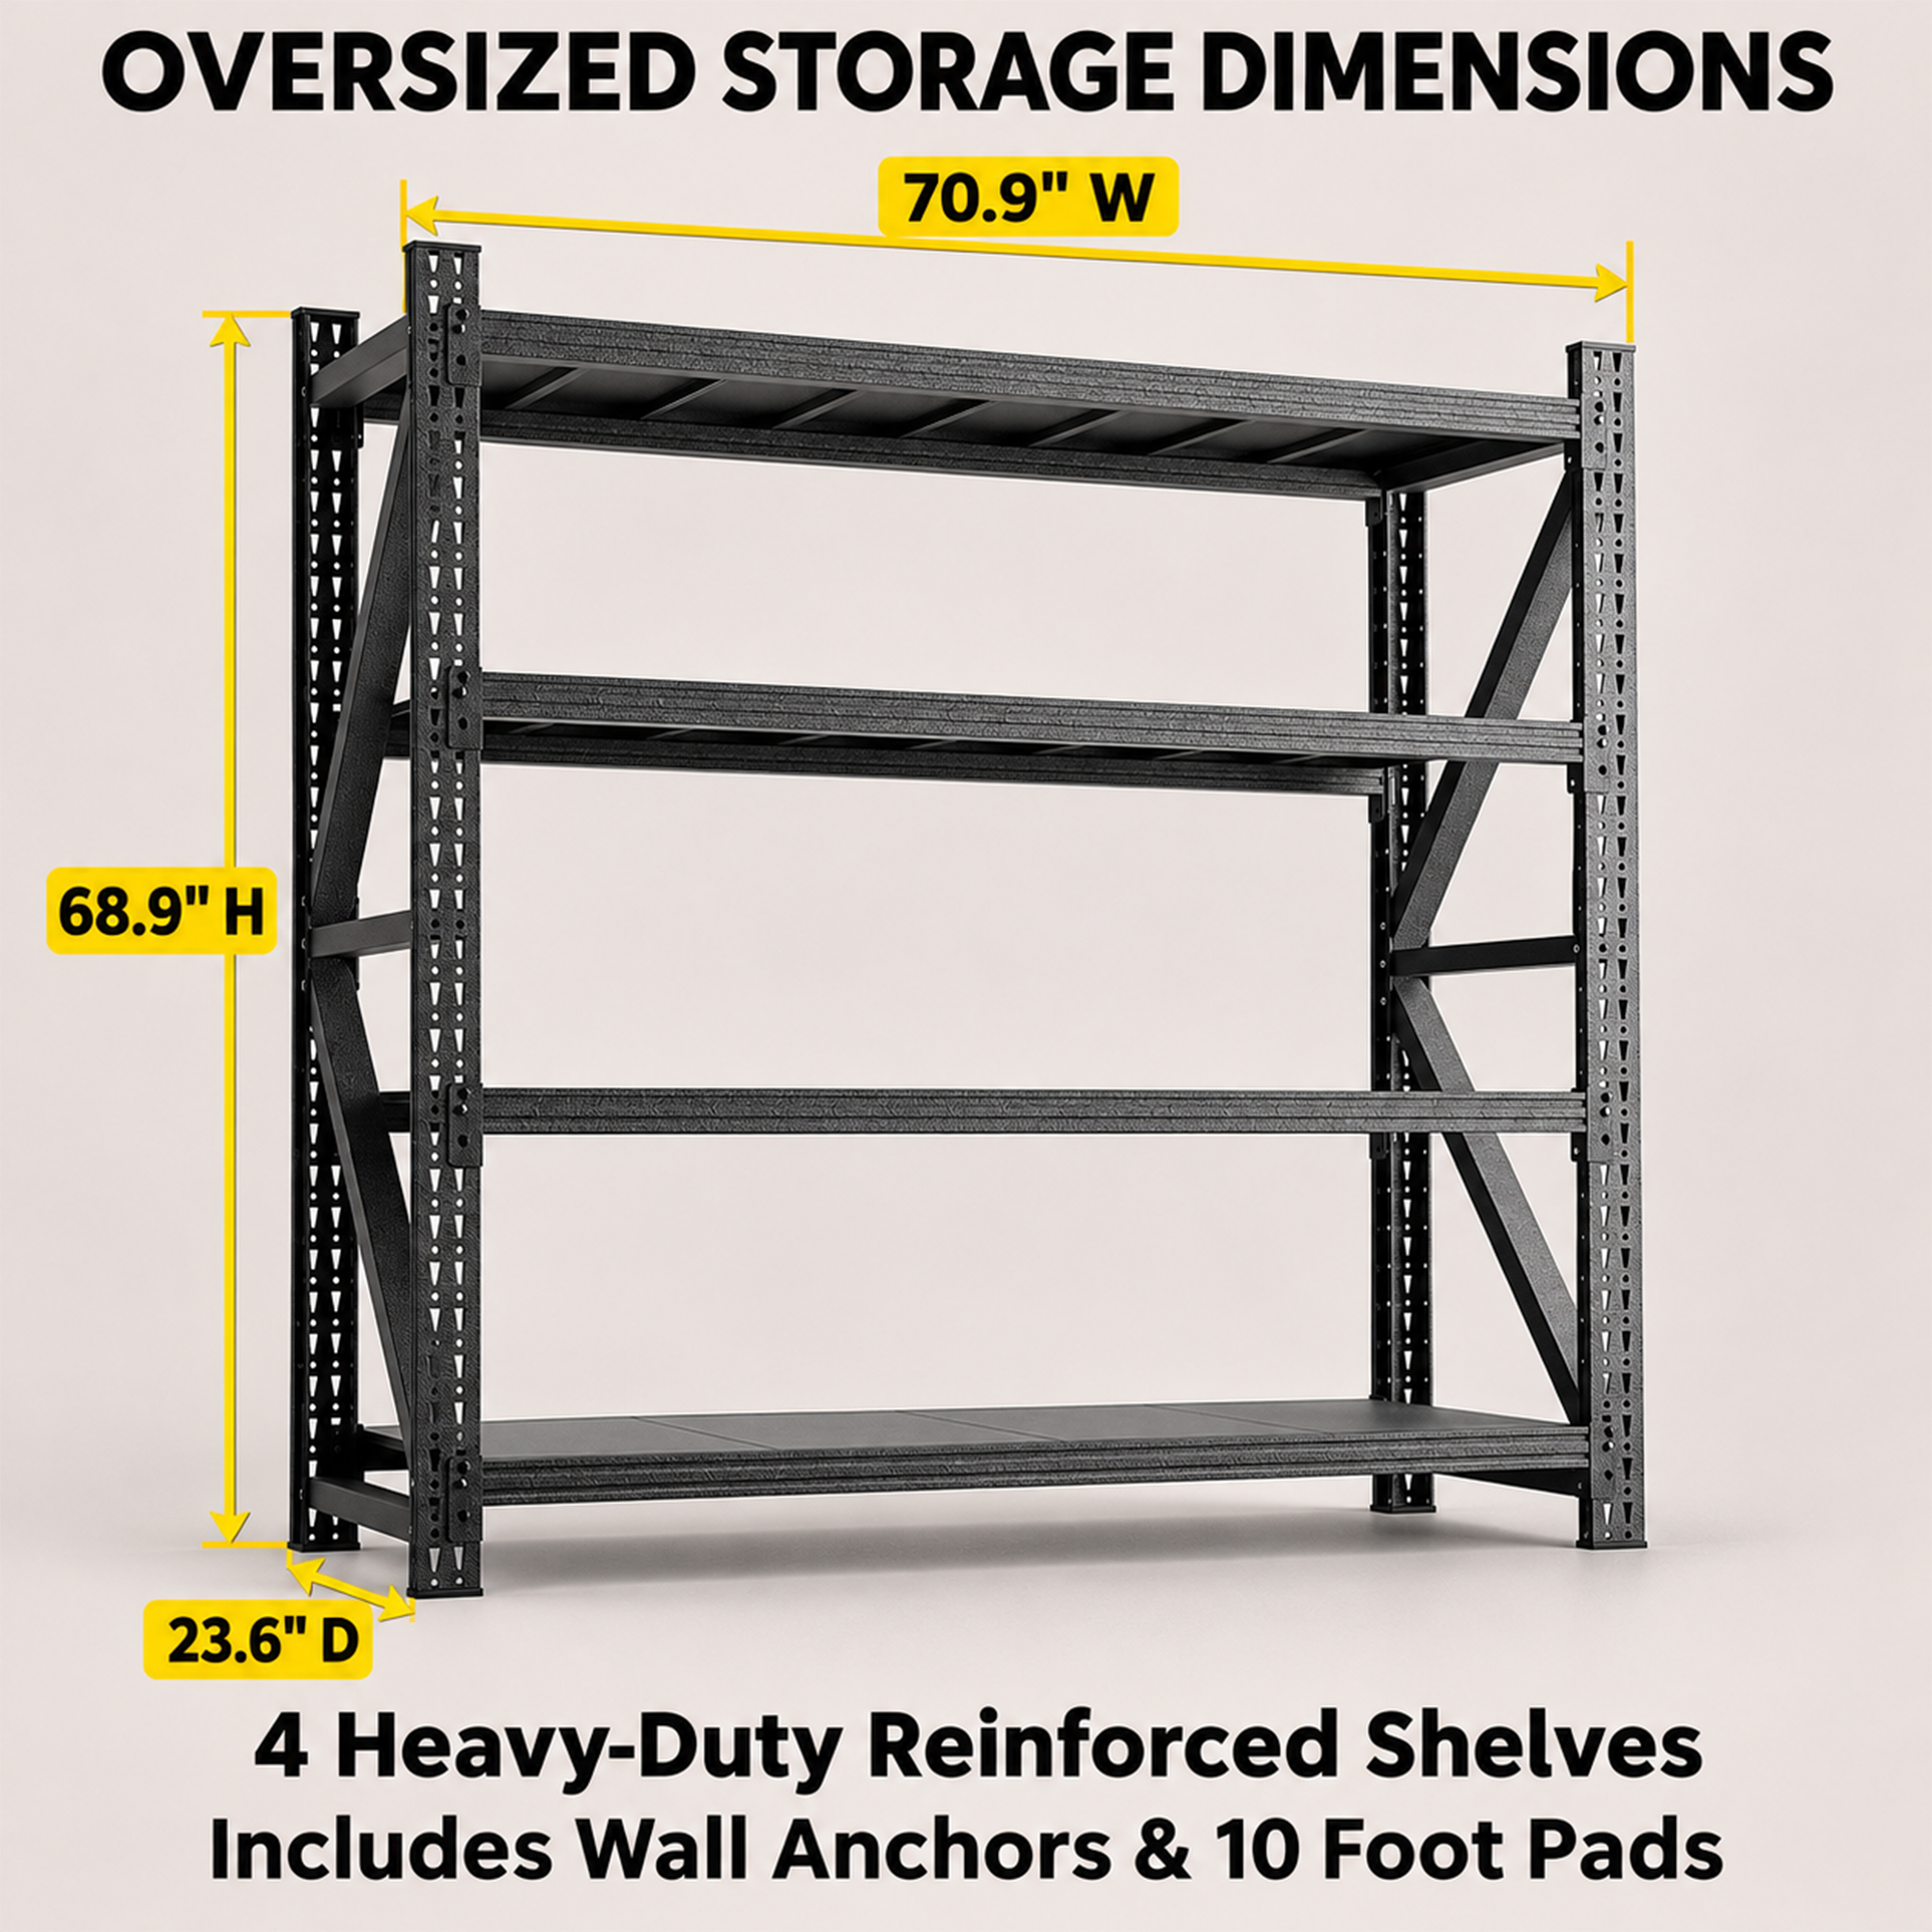 OVERSIZED STORAGE DIMENSIONS
70.9" W
68.9" H
23.6" D
4 Heavy-Duty Reinforced Shelves
Includes Wall Anchors & 10 Foot Pads